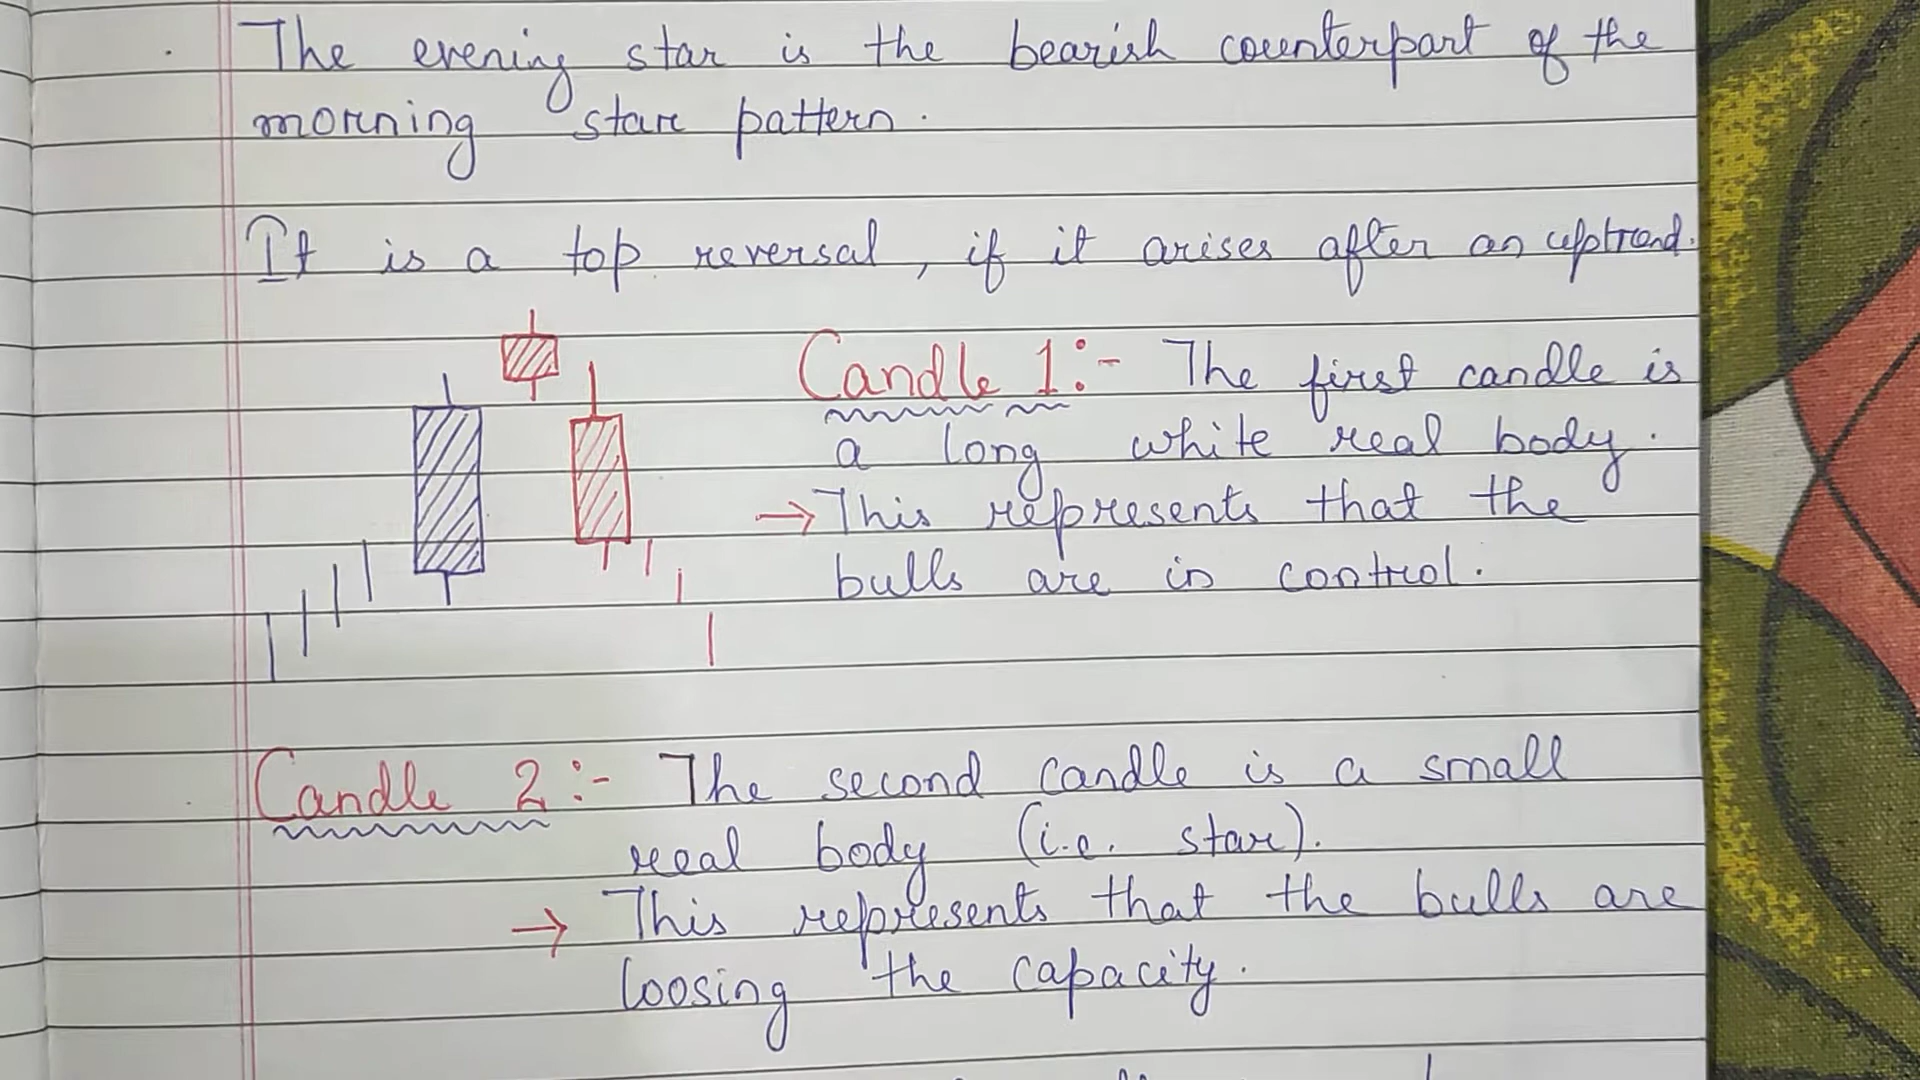 The evening star is the bearish counterpart of the
morning star pattern.
It is a top reversal, if it arises after an uptrend.
Candle 1:- The first candle is
a long white real body.
→ This represents that the
bulls are in control.
Candle 2:- The second candle is a small
real body (i.e. star).
→ This represents that the bulls are
loosing the capacity.